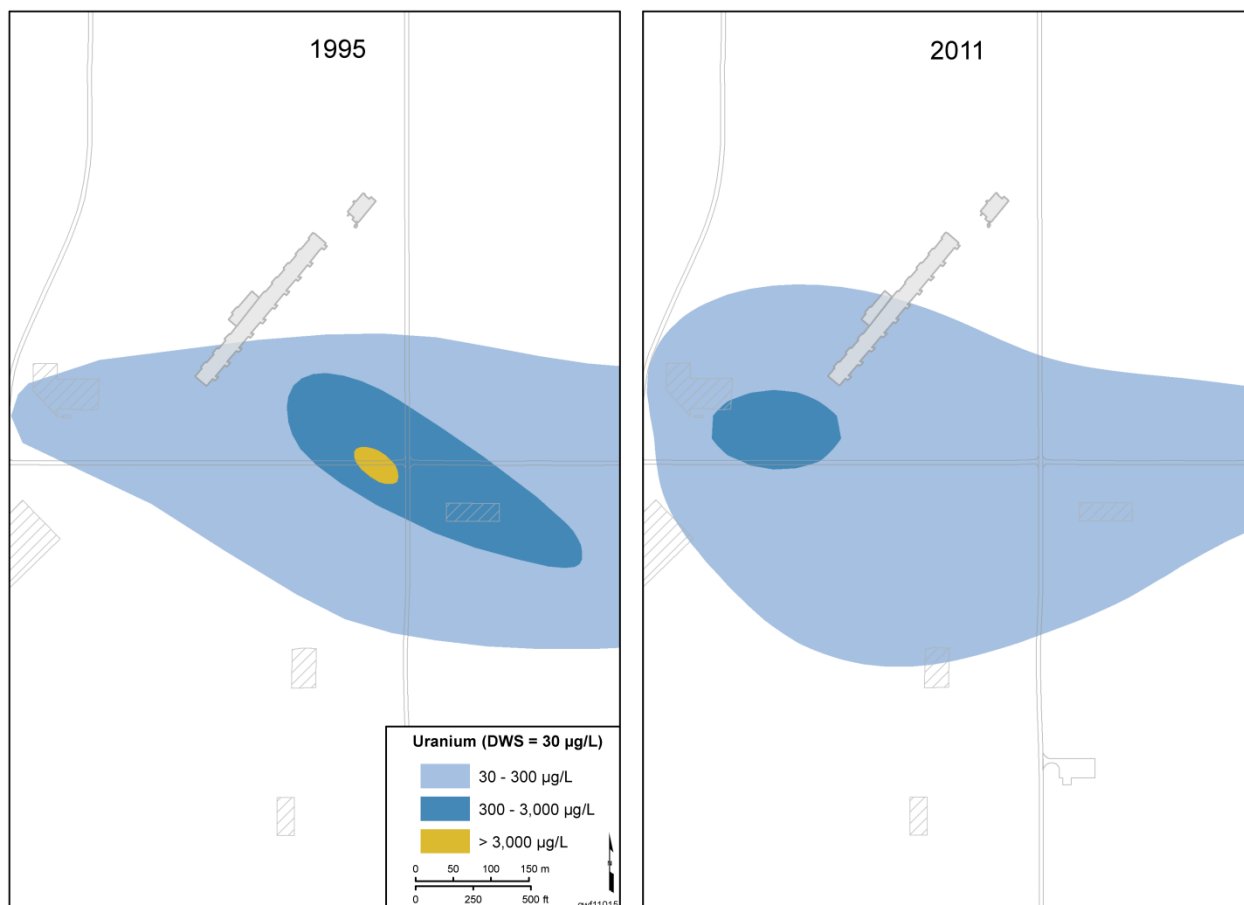 1995
2011
Uranium (DWS = 30 µg/L)
30 - 300 µg/L
300 - 3,000 µg/L
> 3,000 µg/L
0 50 100 150 m
0 250 500 ft
N
gwf11015